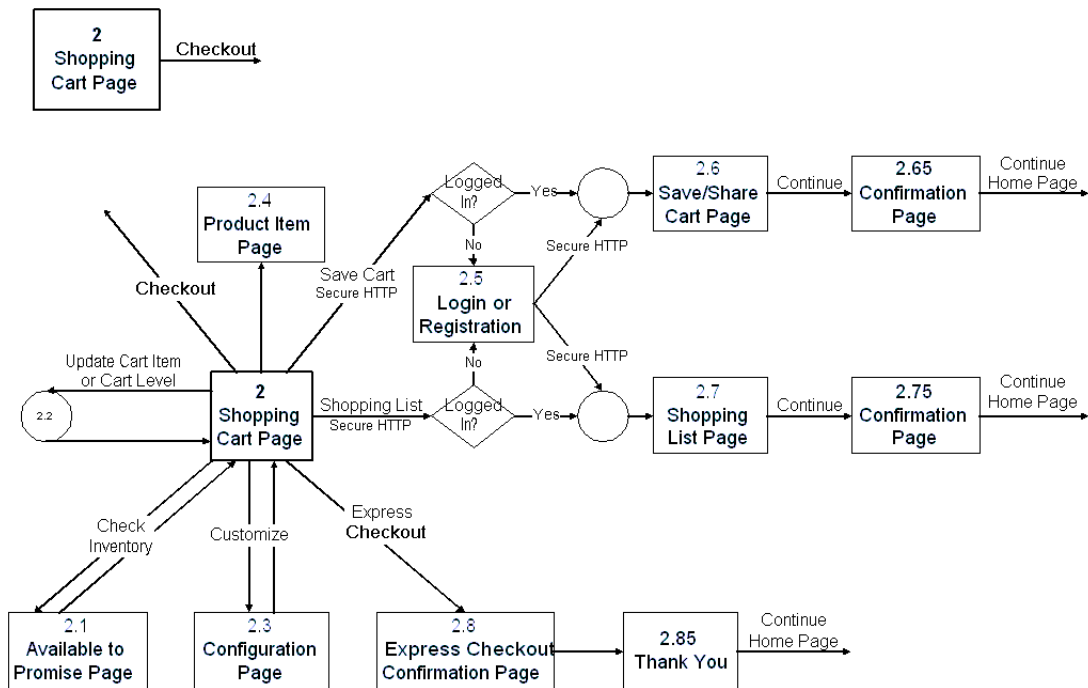 2
Shopping
Cart Page
Checkout
2.4
Product Item
Page
Checkout
Save Cart
Secure HTTP
Logged
In?
Yes
No
2.5
Login or
Registration
Secure HTTP
2.6
Save/Share
Cart Page
Continue
2.65
Confirmation
Page
Continue
Home Page
Update Cart Item
or Cart Level
2.2
2
Shopping
Cart Page
Shopping List
Secure HTTP
No
Logged
In?
Yes
Secure HTTP
2.7
Shopping
List Page
Continue
2.75
Confirmation
Page
Continue
Home Page
Check
Inventory
Customize
Express
Checkout
2.1
Available to
Promise Page
2.3
Configuration
Page
2.8
Express Checkout
Confirmation Page
2.85
Thank You
Continue
Home Page